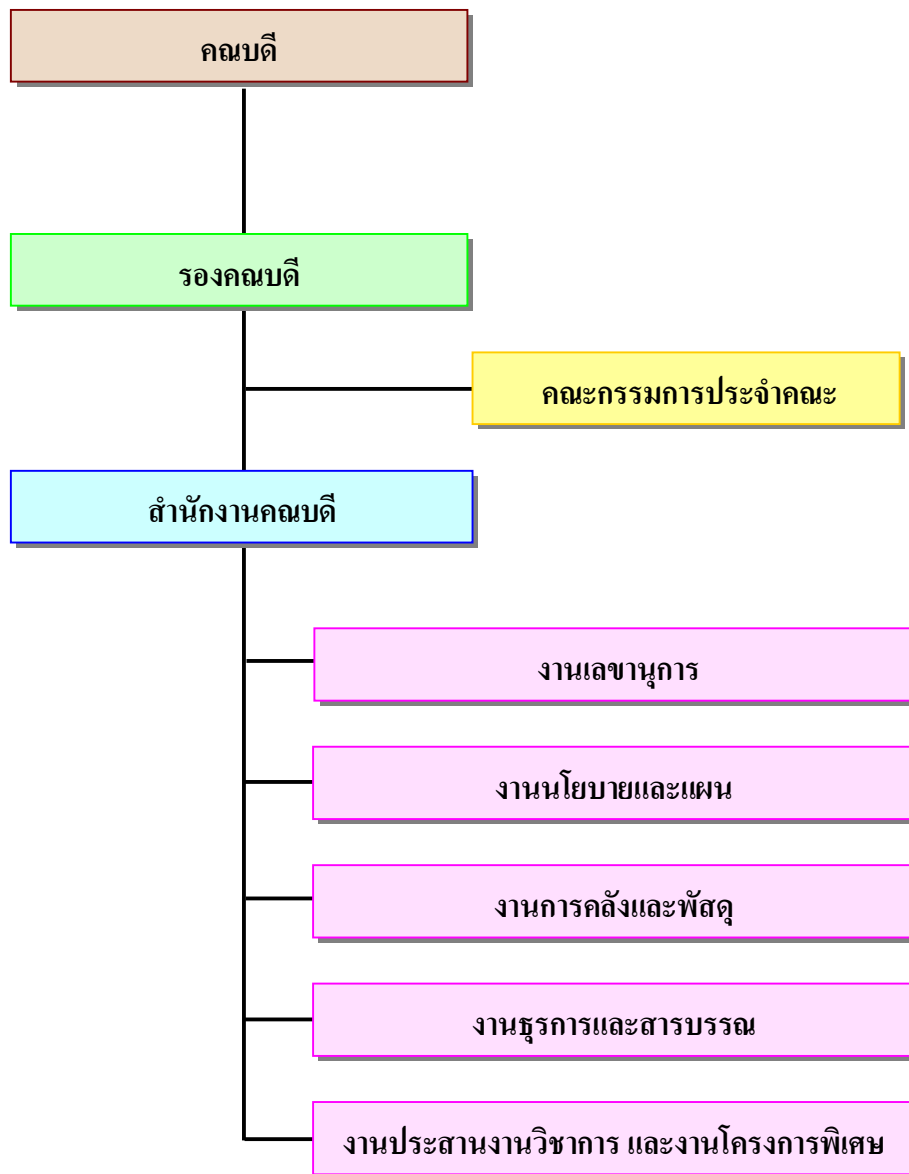 คณบดี
รองคณบดี
คณะกรรมการประจำคณะ
สำนักงานคณบดี
งานเลขานุการ
งานนโยบายและแผน
งานการคลังและพัสดุ
งานธุรการและสารบรรณ
งานประสานงานวิชาการ และงานโครงการพิเศษ